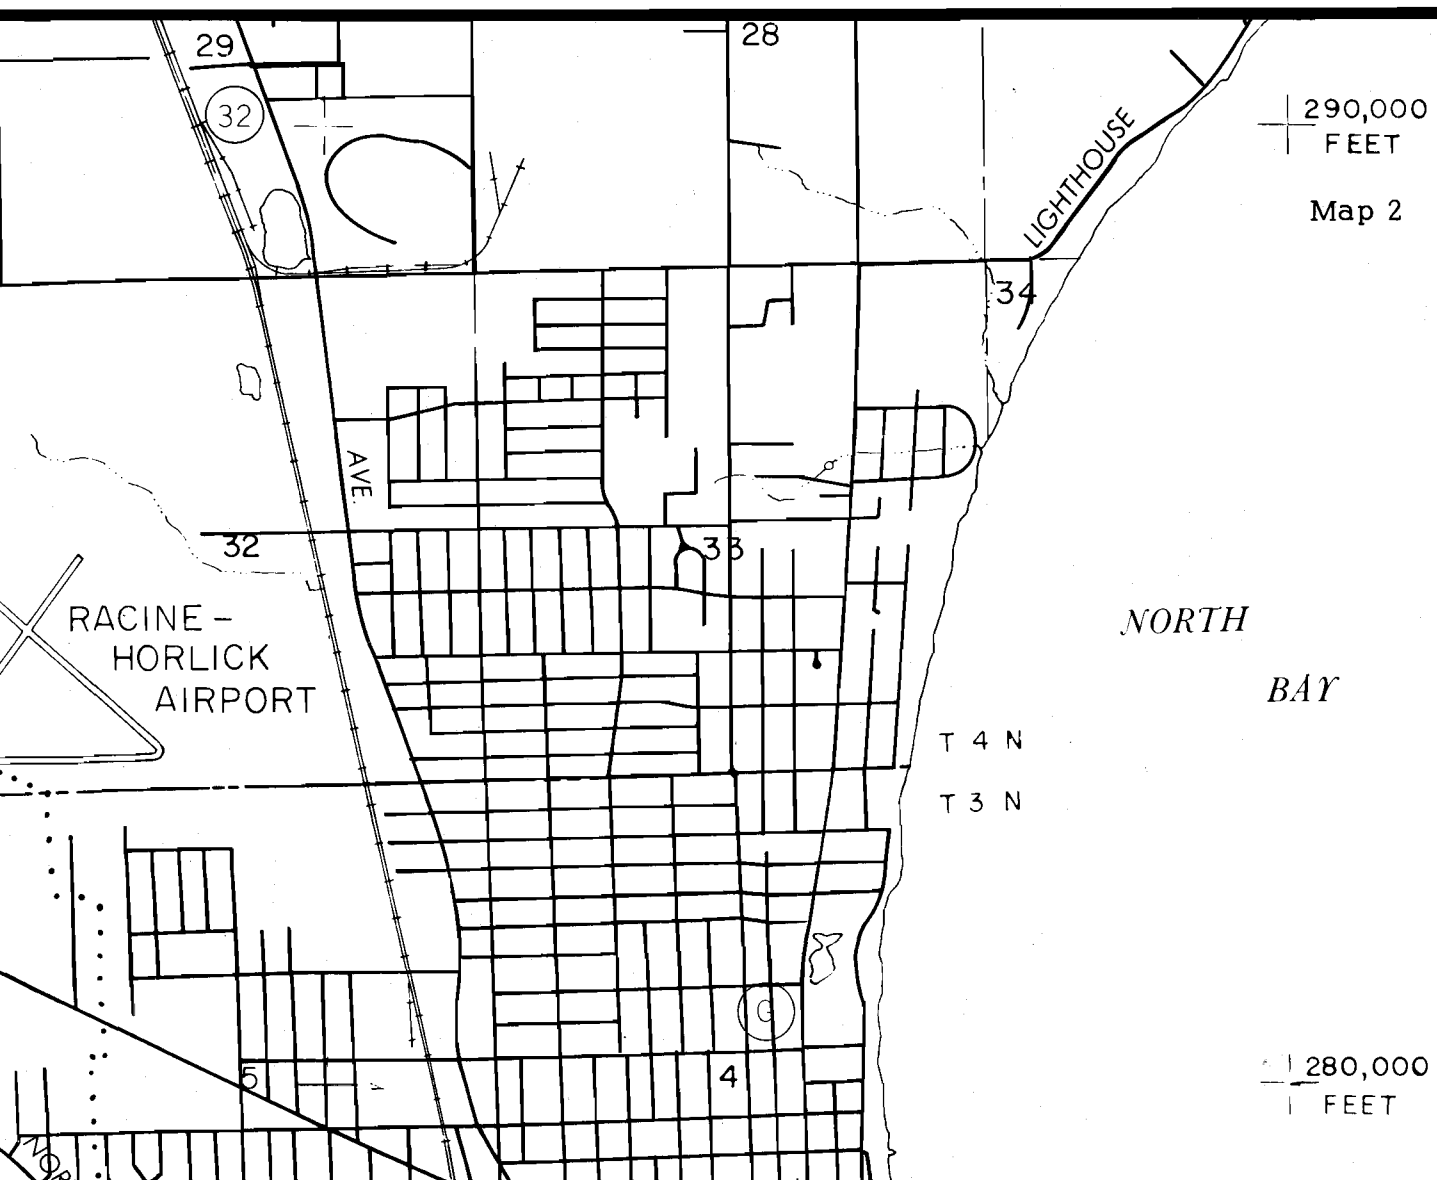 29
28
32
290,000
FEET
LIGHTHOUSE
Map 2
34
AVE.
32
33
RACINE-
HORLICK
AIRPORT
NORTH
BAY
T 4 N
T 3 N
G
5
4
280,000
FEET
NOR